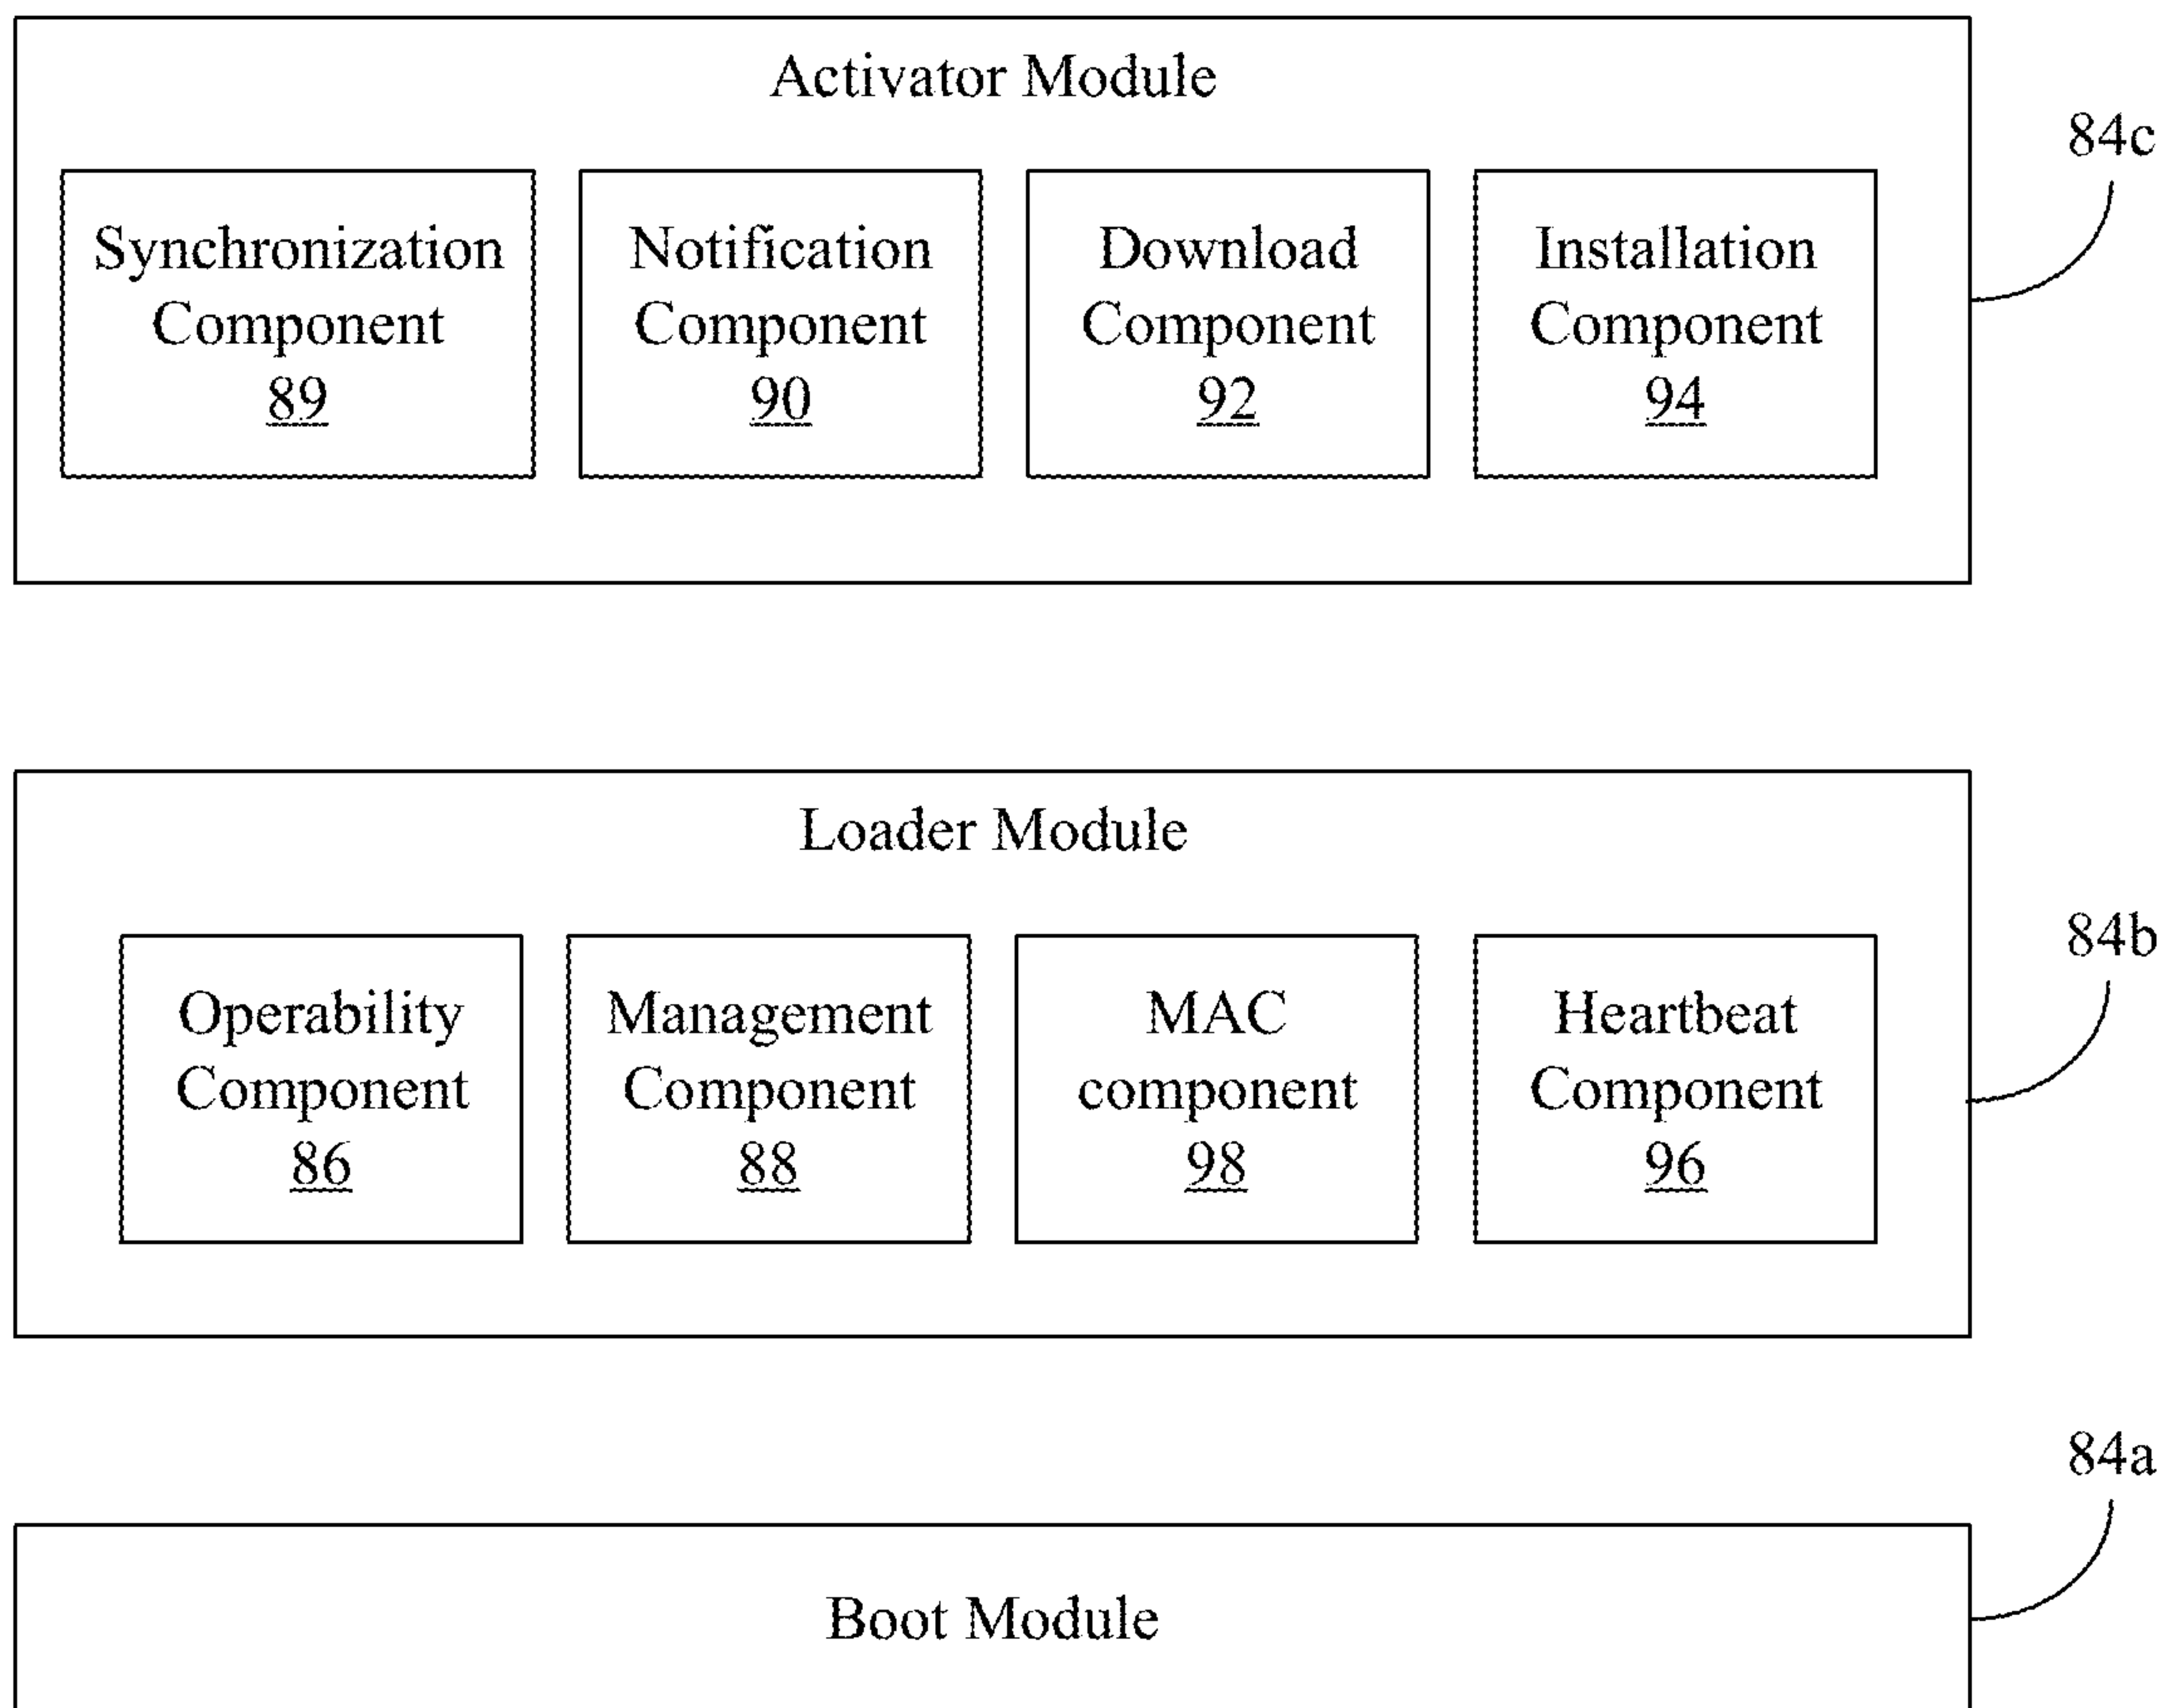 Activator Module
84c
Synchronization Component 89
Notification Component 90
Download Component 92
Installation Component 94
Loader Module
84b
Operability Component 86
Management Component 88
MAC component 98
Heartbeat Component 96
84a
Boot Module